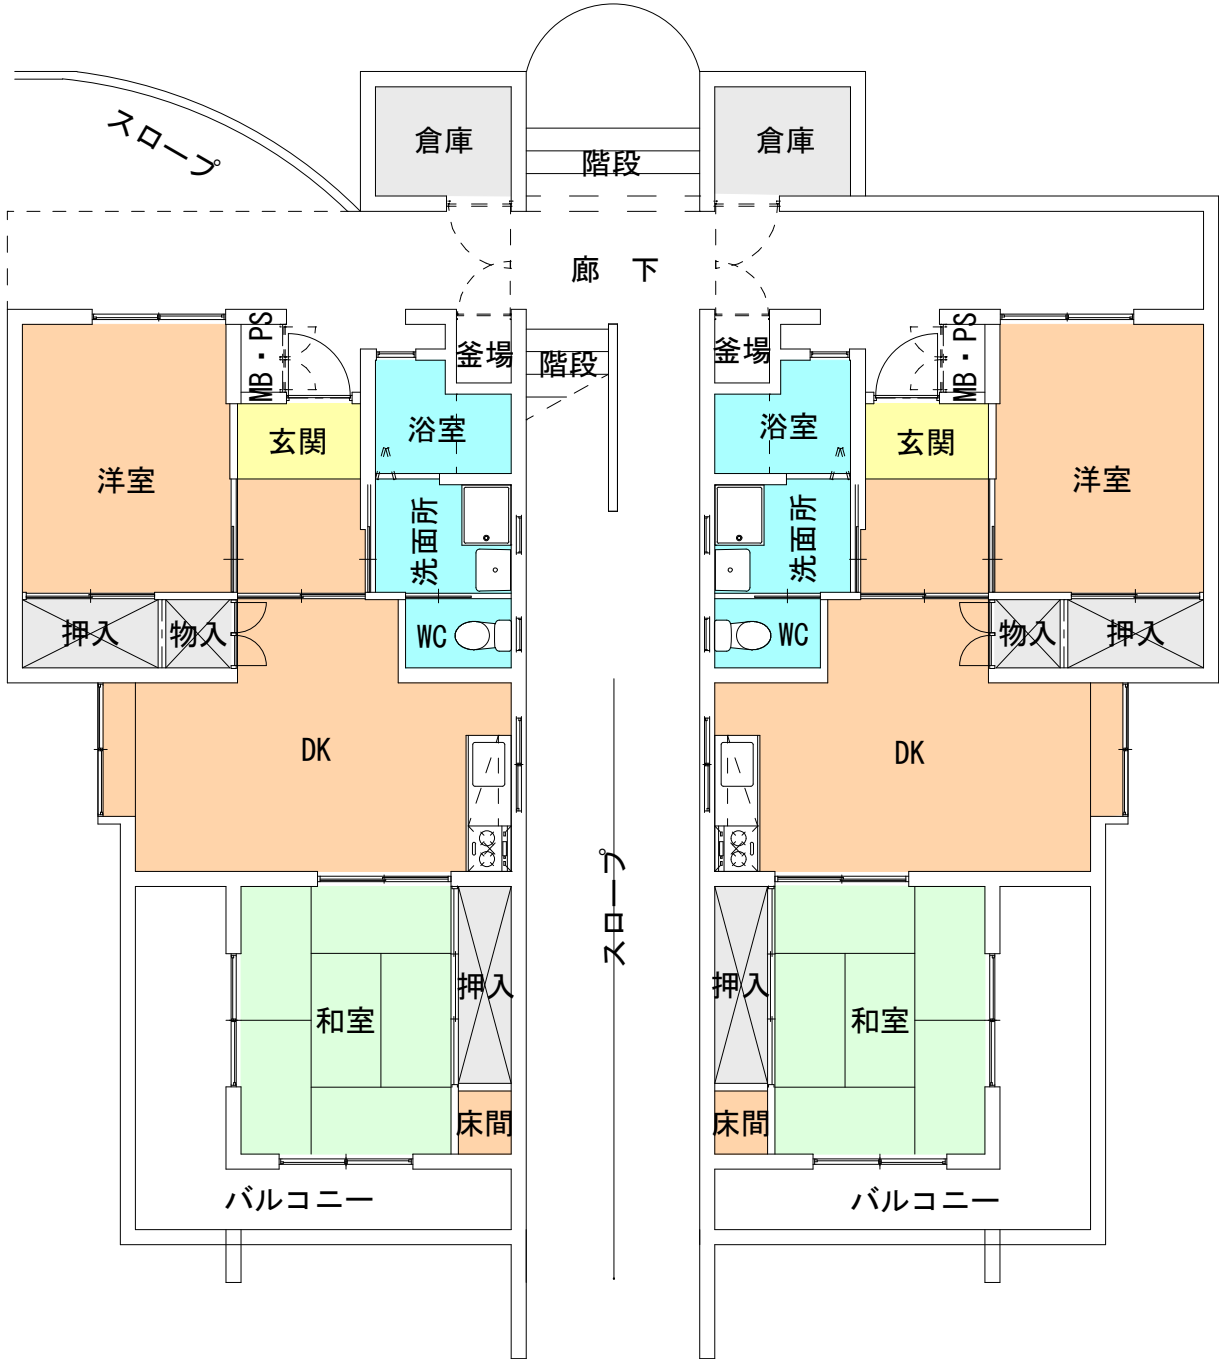 スロープ
倉庫
倉庫
階段
廊 下
MB・PS
釜場
階段
釜場
MB・PS
洋室
玄関
浴室
浴室
玄関
洋室
洗面所
洗面所
押入
物入
WC
WC
物入
押入
DK
DK
スロープ
和室
押入
押入
和室
床間
床間
バルコニー
バルコニー